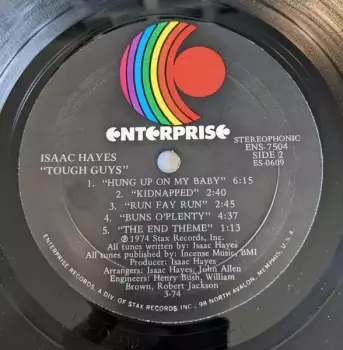 ENTERPRISE
STEREOPHONIC
ENS-7504
SIDE 2
ES-0609
ISAAC HAYES
"TOUGH GUYS"
1. "HUNG UP ON MY BABY" 6:15
2. "KIDNAPPED" 2:40
3. "RUN FAY RUN" 2:45
4. "BUNS O'PLENTY" 4:37
5. "THE END THEME" 1:13
℗ 1974 Stax Records, Inc.
All tunes written by: Isaac Hayes
All tunes published by: Incense Music, BMI
Producer: Isaac Hayes
Arrangers: Isaac Hayes, John Allen
Engineers: Henry Bush, William
Brown, Robert Jackson
3-74
ENTERPRISE RECORDS, A DIV. OF STAX RECORDS INC., 98 NORTH AVALON, MEMPHIS, U.S.A.